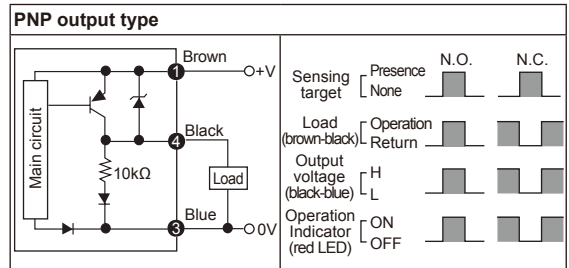 PNP output type
Main circuit
10kΩ
1
Brown
+V
4
Black
Load
3
Blue
0V
N.O.
N.C.
Sensing target
Presence
None
Load (brown-black)
Operation
Return
Output voltage (black-blue)
H
L
Operation Indicator (red LED)
ON
OFF